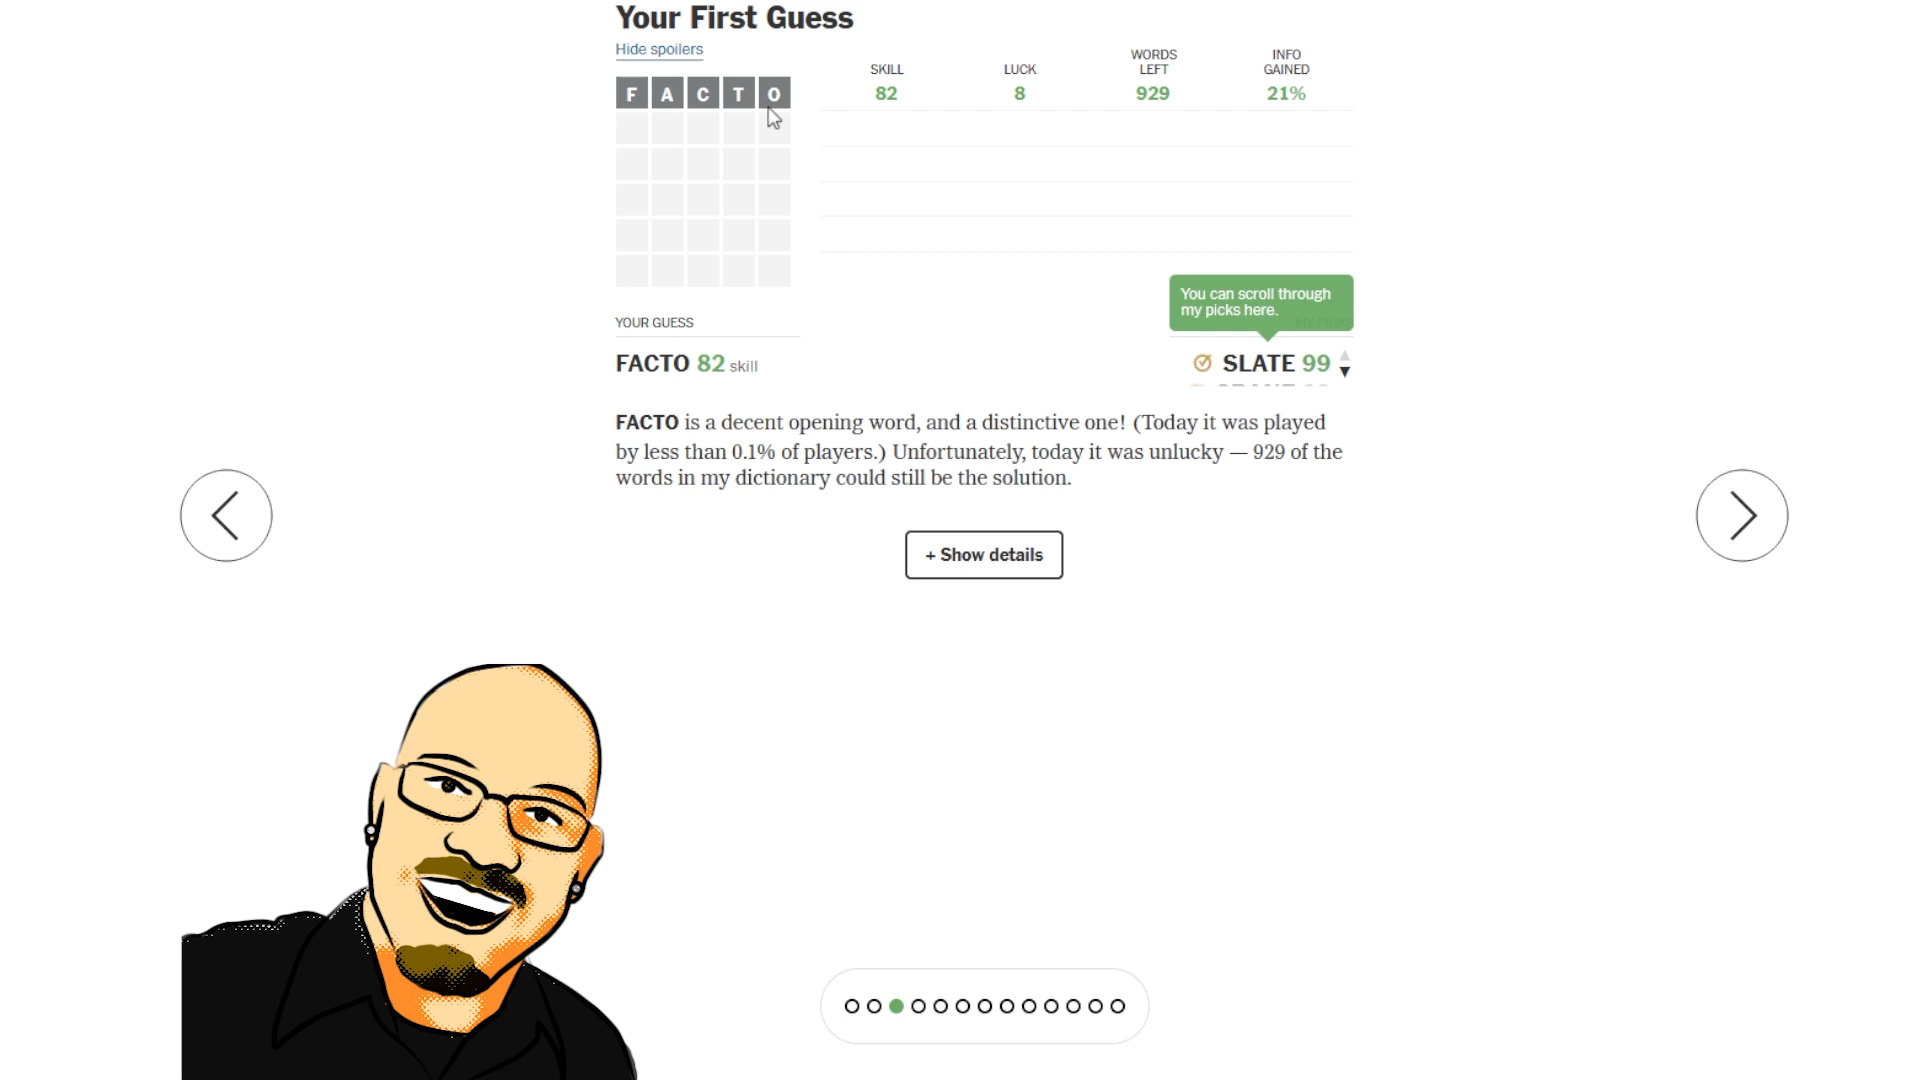 Your First Guess
Hide spoilers
SKILL LUCK WORDS LEFT INFO GAINED
F A C T O 82 8 929 21%
You can scroll through
my picks here.
YOUR GUESS
FACTO 82 skill
SLATE 99
FACTO is a decent opening word, and a distinctive one! (Today it was played
by less than 0.1% of players.) Unfortunately, today it was unlucky — 929 of the
words in my dictionary could still be the solution.
+ Show details